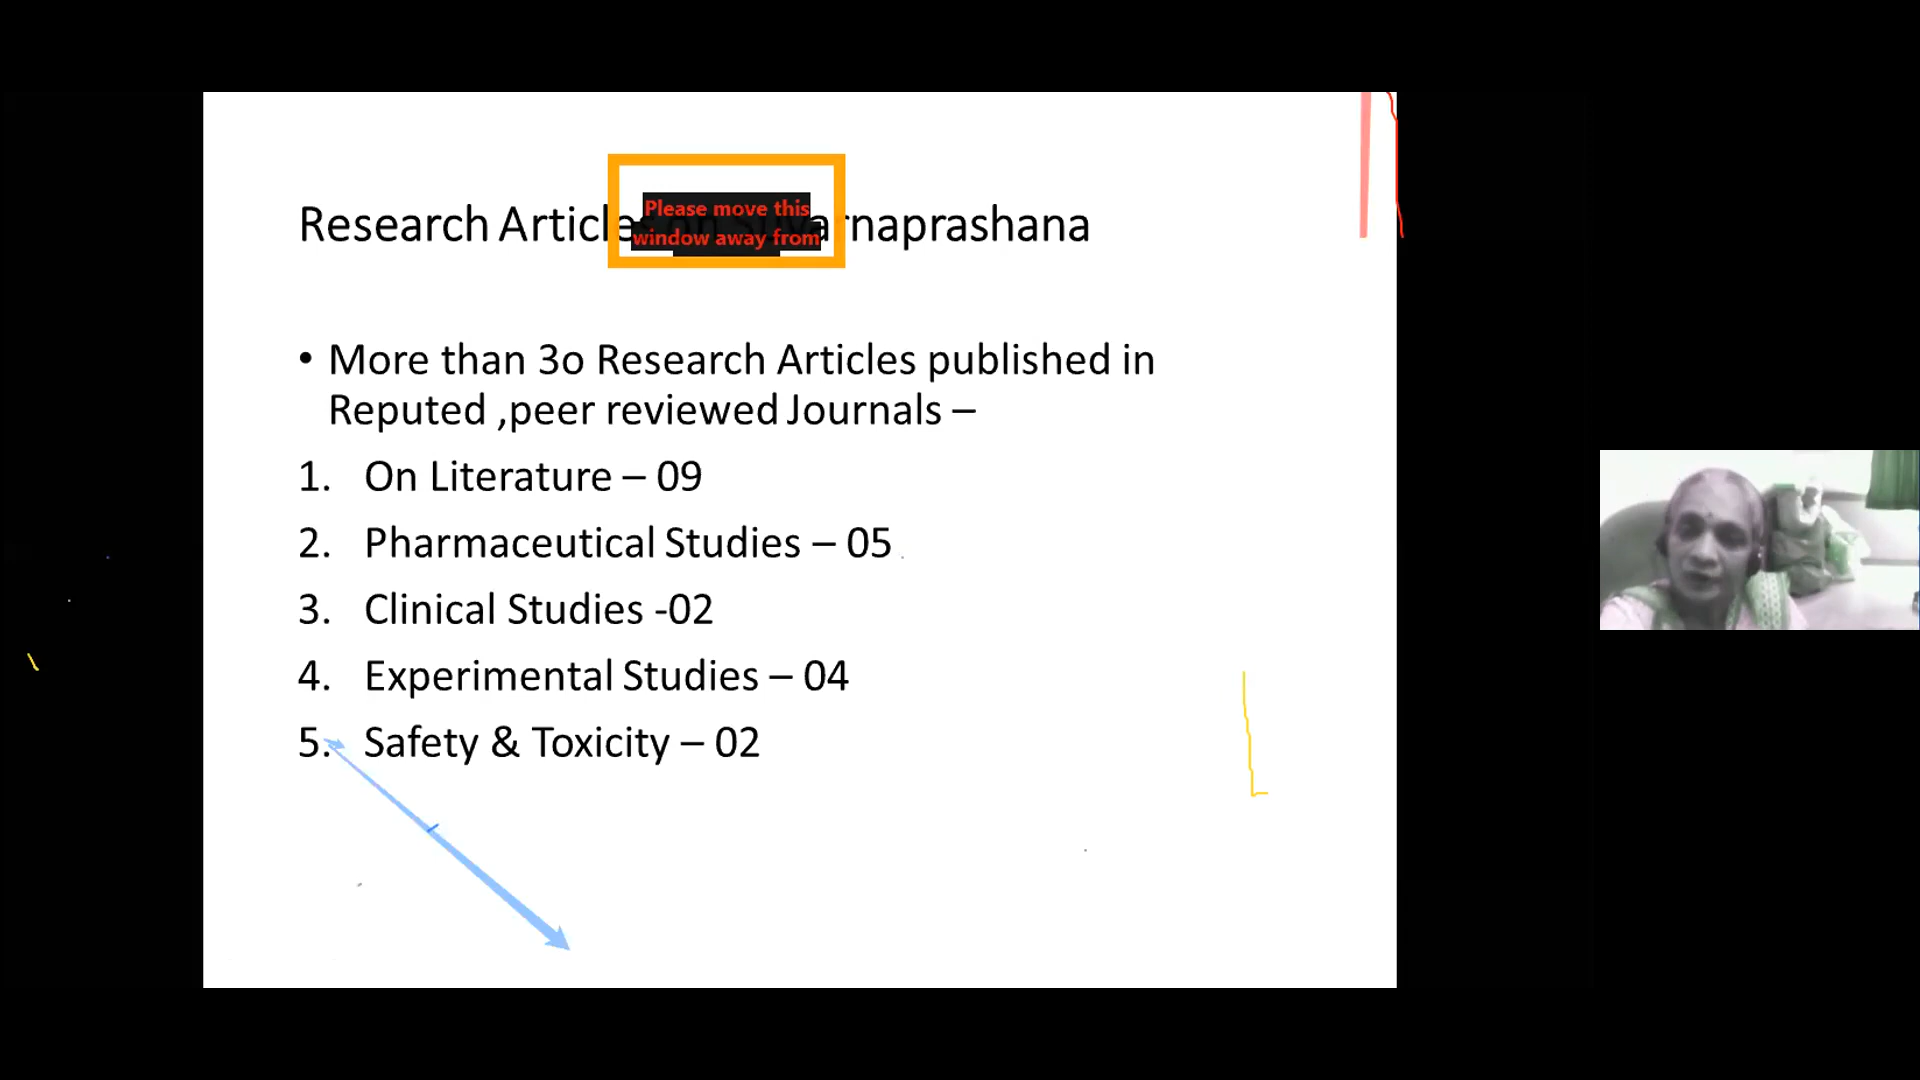 Research Articles rnaprashana
Please move this
window away from
• More than 3o Research Articles published in
Reputed ,peer reviewed Journals –
1. On Literature – 09
2. Pharmaceutical Studies – 05
3. Clinical Studies -02
4. Experimental Studies – 04
5. Safety & Toxicity – 02